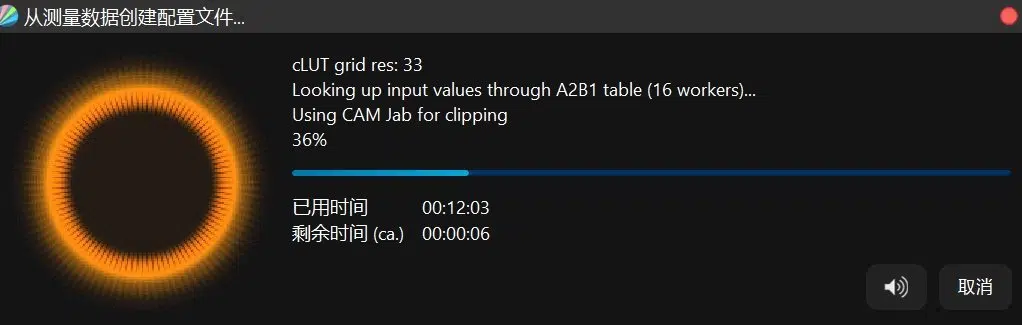 从测量数据创建配置文件...
cLUT grid res: 33
Looking up input values through A2B1 table (16 workers)...
Using CAM Jab for clipping
36%
已用时间 00:12:03
剩余时间 (ca.) 00:00:06
取消